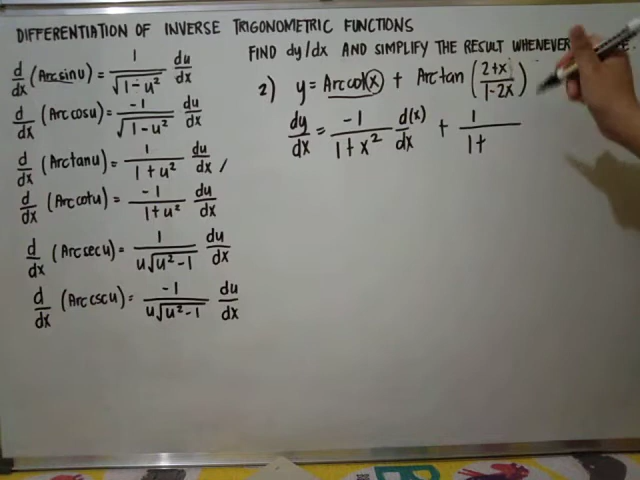 DIFFERENTIATION OF INVERSE TRIGONOMETRIC FUNCTIONS
FIND dy/dx AND SIMPLIFY THE RESULT WHENEVER
d/dx (Arcsinu) = 1/√(1-u²) du/dx
d/dx (Arccosu) = -1/√(1-u²) du/dx
d/dx (Arctanu) = 1/(1+u²) du/dx
d/dx (Arccotu) = -1/(1+u²) du/dx
d/dx (Arcsecu) = 1/(u√(u²-1)) du/dx
d/dx (Arccscu) = -1/(u√(u²-1)) du/dx
2) y = Arccot(x) + Arctan((2+x)/(1-2x))
dy/dx = -1/(1+x²) d(x)/dx + 1/(1+